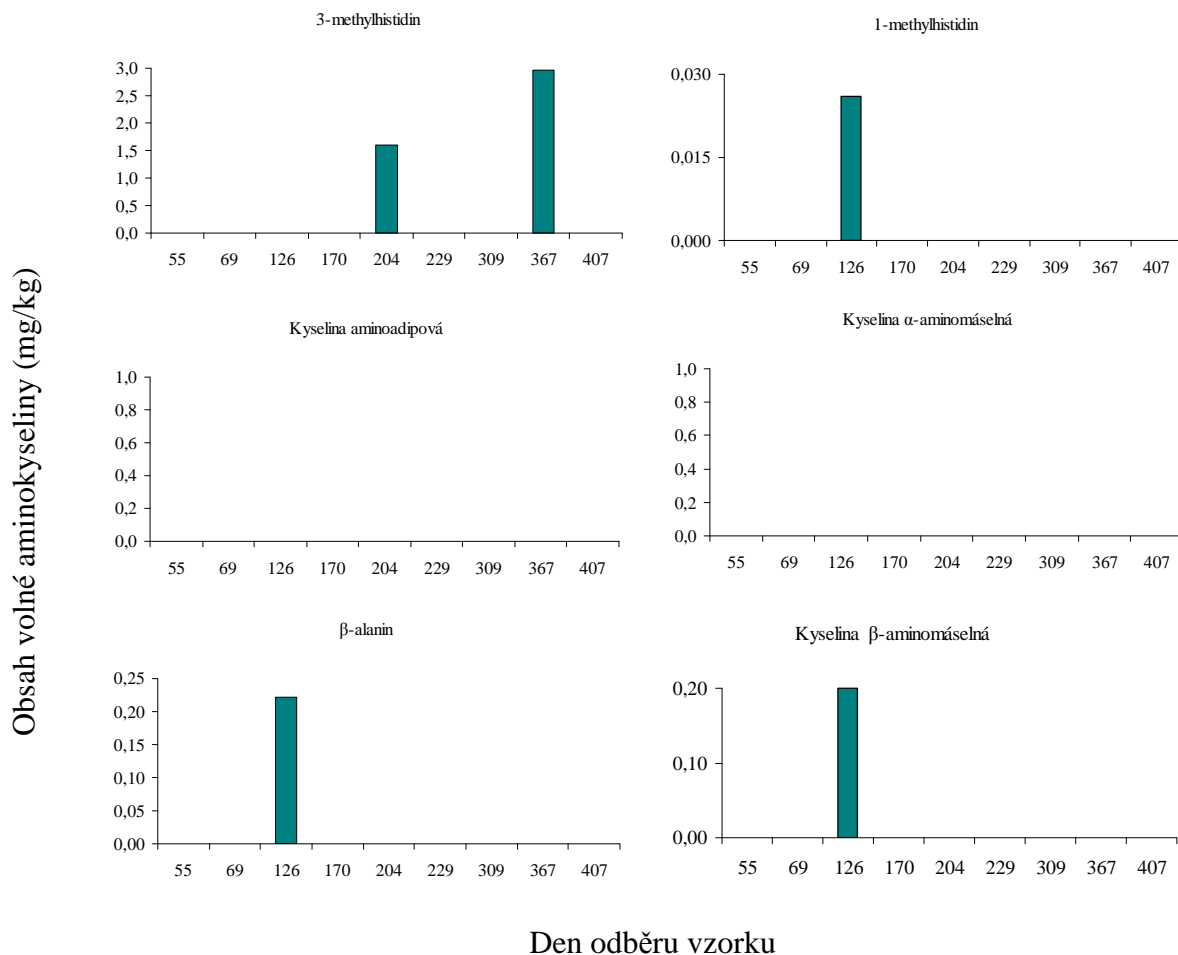 3-methylhistidin
3,0
2,5
2,0
1,5
1,0
0,5
0,0
55 69 126 170 204 229 309 367 407
1-methylhistidin
0,030
0,015
0,000
55 69 126 170 204 229 309 367 407
Obsah volné aminokyseliny (mg/kg)
Kyselina aminoadipová
1,0
0,8
0,6
0,4
0,2
0,0
55 69 126 170 204 229 309 367 407
Kyselina α-aminomáselná
1,0
0,8
0,6
0,4
0,2
0,0
55 69 126 170 204 229 309 367 407
β-alanin
0,25
0,20
0,15
0,10
0,05
0,00
55 69 126 170 204 229 309 367 407
Kyselina β-aminomáselná
0,20
0,10
0,00
55 69 126 170 204 229 309 367 407
Den odběru vzorku